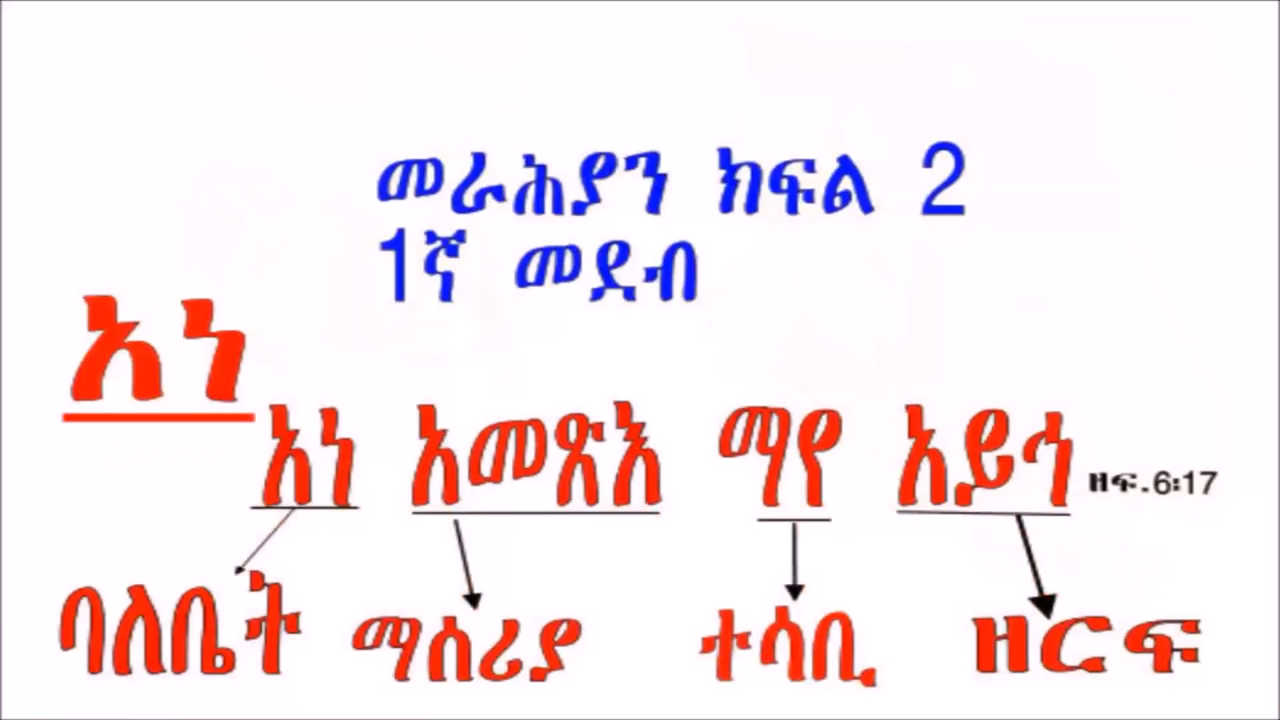 መራሕያን ክፍል 2
1ኛ መደብ
አነ
አነ አመጽእ ማየ አይኅ ዘፍ.6፡17
ባለቤት ማሰሪያ ተሳቢ ዘርፍ